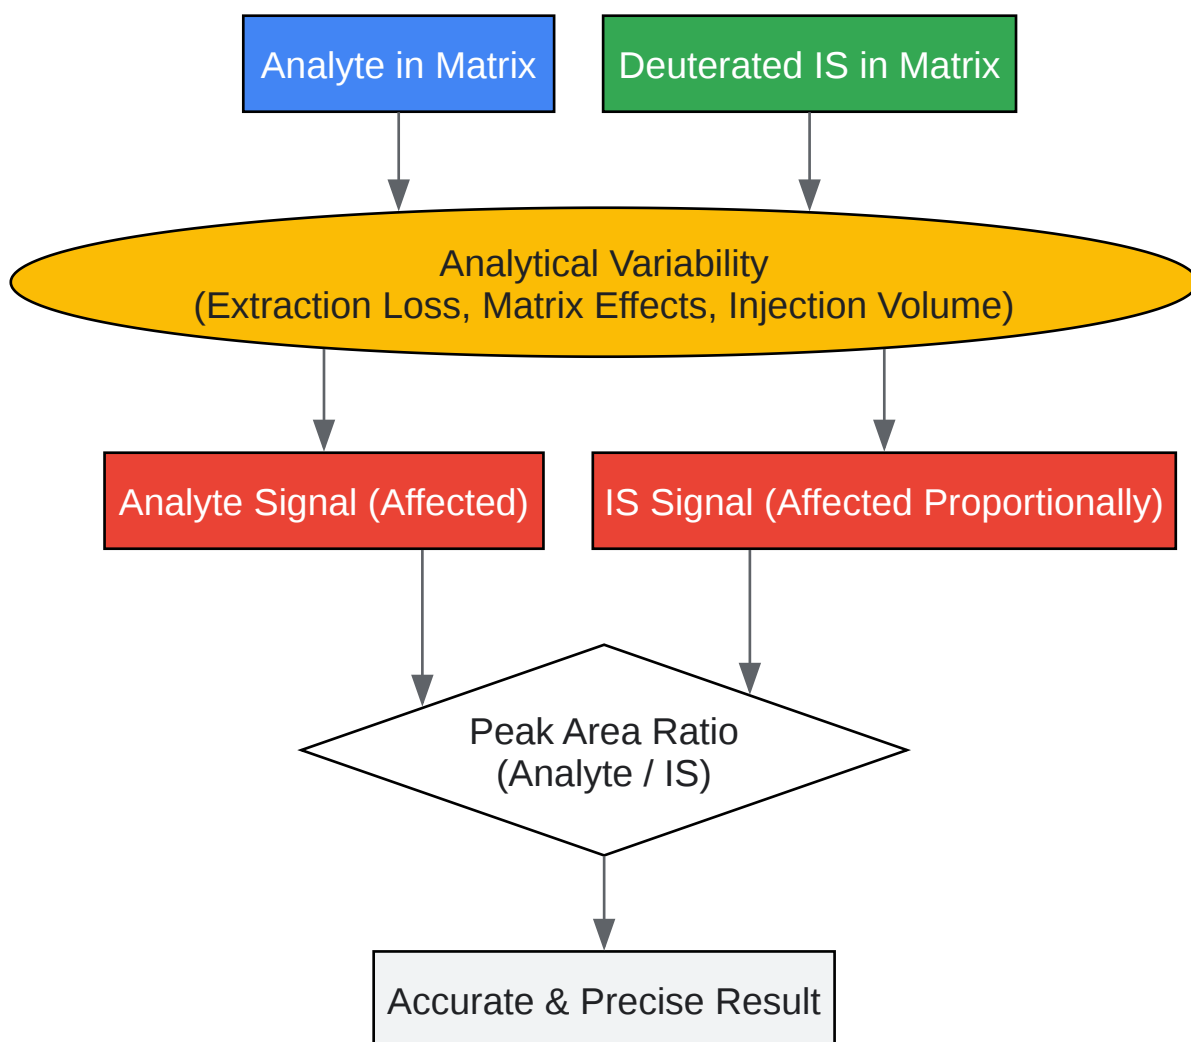 Analyte in Matrix
Deuterated IS in Matrix
Analytical Variability
(Extraction Loss, Matrix Effects, Injection Volume)
Analyte Signal (Affected)
IS Signal (Affected Proportionally)
Peak Area Ratio
(Analyte / IS)
Accurate & Precise Result